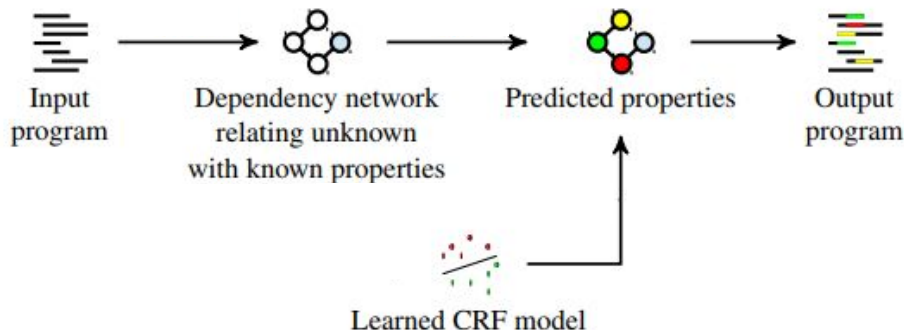 Input
program
Dependency network
relating unknown
with known properties
Predicted properties
Output
program
Learned CRF model